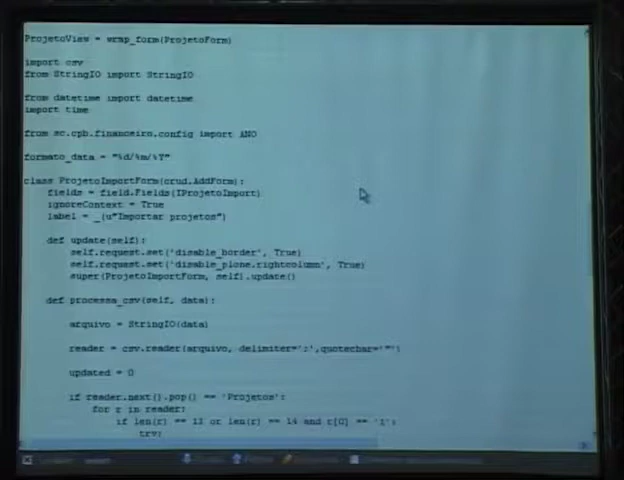 ProjetoView = wrap_form(ProjetoForm)
import csv
from StringIO import StringIO
from datetime import datetime
import time
from sc.cpb.financeiro.config import ANO
formato_data = "%d/%m/%Y"
class ProjetoImportForm(crud.AddForm):
fields = field.Fields(IProjetoImport)
ignoreContext = True
label = _(u"Importar projetos")
def update(self):
self.request.set('disable_border', True)
self.request.set('disable_plone.rightcolumn', True)
super(ProjetoImportForm, self).update()
def processa_csv(self, data):
arquivo = StringIO(data)
reader = csv.reader(arquivo, delimiter=';',quotechar='"')
updated = 0
if reader.next().pop() == 'Projetos':
for r in reader:
if len(r) == 12 or len(r) == 14 and r[0] == '1':
try: